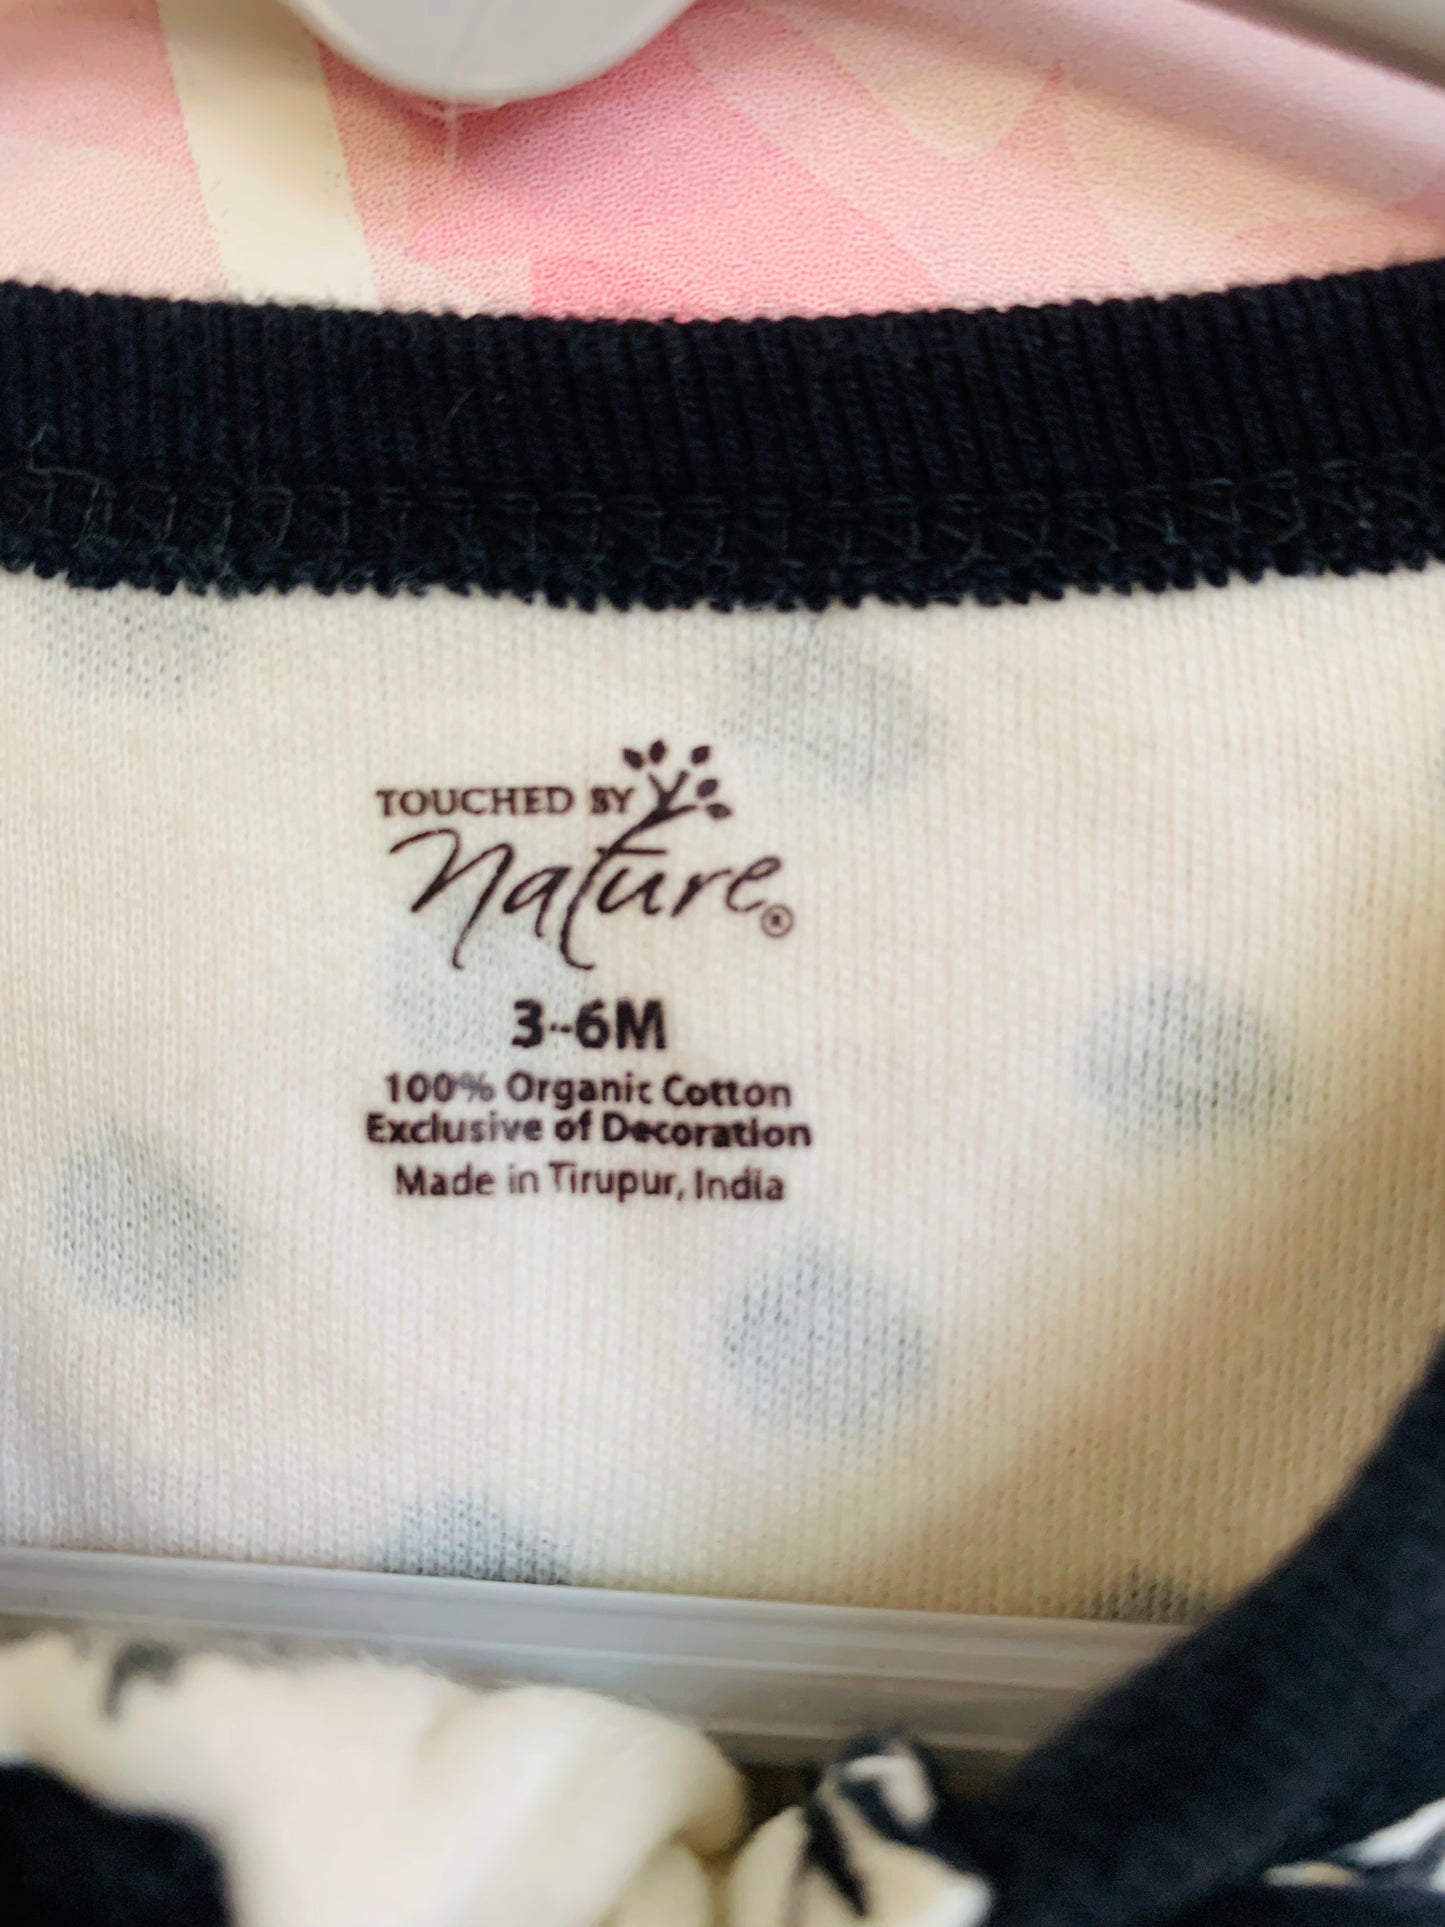 TOUCHED BY
nature®
3-6M
100% Organic Cotton
Exclusive of Decoration
Made in Tirupur, India